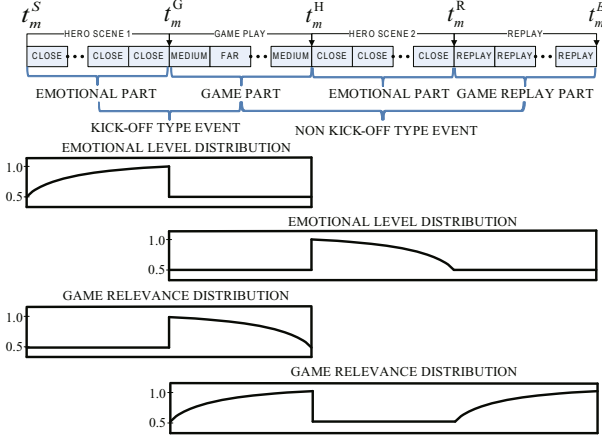 t_m^S t_m^G t_m^H t_m^R t_m^E
HERO SCENE 1 GAME PLAY HERO SCENE 2 REPLAY
CLOSE ••• CLOSE CLOSE MEDIUM FAR ••• MEDIUM CLOSE CLOSE ••• CLOSE REPLAY REPLAY ••• REPLAY
EMOTIONAL PART GAME PART EMOTIONAL PART GAME REPLAY PART
KICK-OFF TYPE EVENT NON KICK-OFF TYPE EVENT
EMOTIONAL LEVEL DISTRIBUTION
1.0
0.5
EMOTIONAL LEVEL DISTRIBUTION
1.0
0.5
GAME RELEVANCE DISTRIBUTION
1.0
0.5
GAME RELEVANCE DISTRIBUTION
1.0
0.5